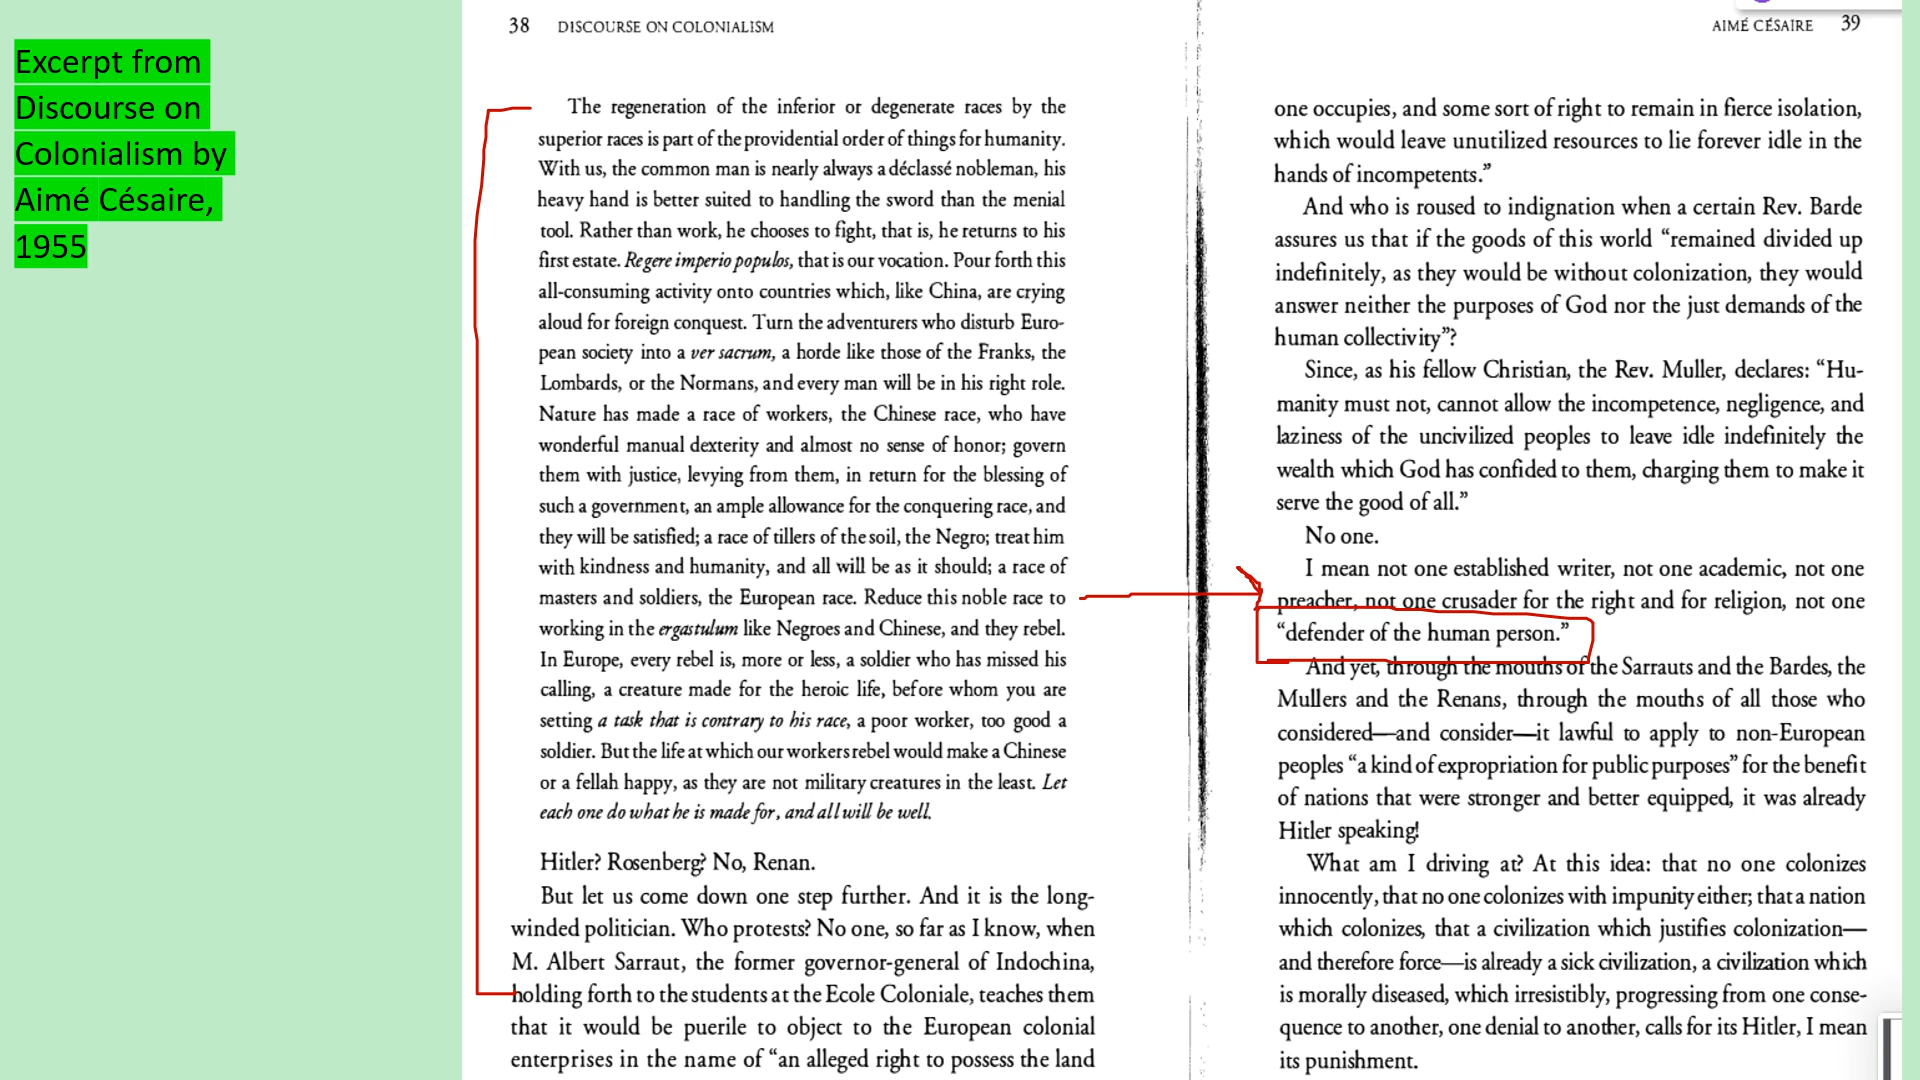 Excerpt from
Discourse on
Colonialism by
Aimé Césaire,
1955
38 DISCOURSE ON COLONIALISM
The regeneration of the inferior or degenerate races by the
superior races is part of the providential order of things for humanity.
With us, the common man is nearly always a déclassé nobleman, his
heavy hand is better suited to handling the sword than the menial
tool. Rather than work, he chooses to fight, that is, he returns to his
first estate. Regere imperio populos, that is our vocation. Pour forth this
all-consuming activity onto countries which, like China, are crying
aloud for foreign conquest. Turn the adventurers who disturb Euro-
pean society into a ver sacrum, a horde like those of the Franks, the
Lombards, or the Normans, and every man will be in his right role.
Nature has made a race of workers, the Chinese race, who have
wonderful manual dexterity and almost no sense of honor; govern
them with justice, levying from them, in return for the blessing of
such a government, an ample allowance for the conquering race, and
they will be satisfied; a race of tillers of the soil, the Negro; treat him
with kindness and humanity, and all will be as it should; a race of
masters and soldiers, the European race. Reduce this noble race to
working in the ergastulum like Negroes and Chinese, and they rebel.
In Europe, every rebel is, more or less, a soldier who has missed his
calling, a creature made for the heroic life, before whom you are
setting a task that is contrary to his race, a poor worker, too good a
soldier. But the life at which our workers rebel would make a Chinese
or a fellah happy, as they are not military creatures in the least. Let
each one do what he is made for, and all will be well.
Hitler? Rosenberg? No, Renan.
But let us come down one step further. And it is the long-
winded politician. Who protests? No one, so far as I know, when
M. Albert Sarraut, the former governor-general of Indochina,
holding forth to the students at the Ecole Coloniale, teaches them
that it would be puerile to object to the European colonial
enterprises in the name of “an alleged right to possess the land
AIMÉ CÉSAIRE 39
one occupies, and some sort of right to remain in fierce isolation,
which would leave unutilized resources to lie forever idle in the
hands of incompetents.”
And who is roused to indignation when a certain Rev. Barde
assures us that if the goods of this world “remained divided up
indefinitely, as they would be without colonization, they would
answer neither the purposes of God nor the just demands of the
human collectivity”?
Since, as his fellow Christian, the Rev. Muller, declares: “Hu-
manity must not, cannot allow the incompetence, negligence, and
laziness of the uncivilized peoples to leave idle indefinitely the
wealth which God has confided to them, charging them to make it
serve the good of all.”
No one.
I mean not one established writer, not one academic, not one
preacher, not one crusader for the right and for religion, not one
“defender of the human person.”
And yet, through the mouths of the Sarrauts and the Bardes, the
Mullers and the Renans, through the mouths of all those who
considered—and consider—it lawful to apply to non-European
peoples “a kind of expropriation for public purposes” for the benefit
of nations that were stronger and better equipped, it was already
Hitler speaking!
What am I driving at? At this idea: that no one colonizes
innocently, that no one colonizes with impunity either; that a nation
which colonizes, that a civilization which justifies colonization—
and therefore force—is already a sick civilization, a civilization which
is morally diseased, which irresistibly, progressing from one conse-
quence to another, one denial to another, calls for its Hitler, I mean
its punishment.